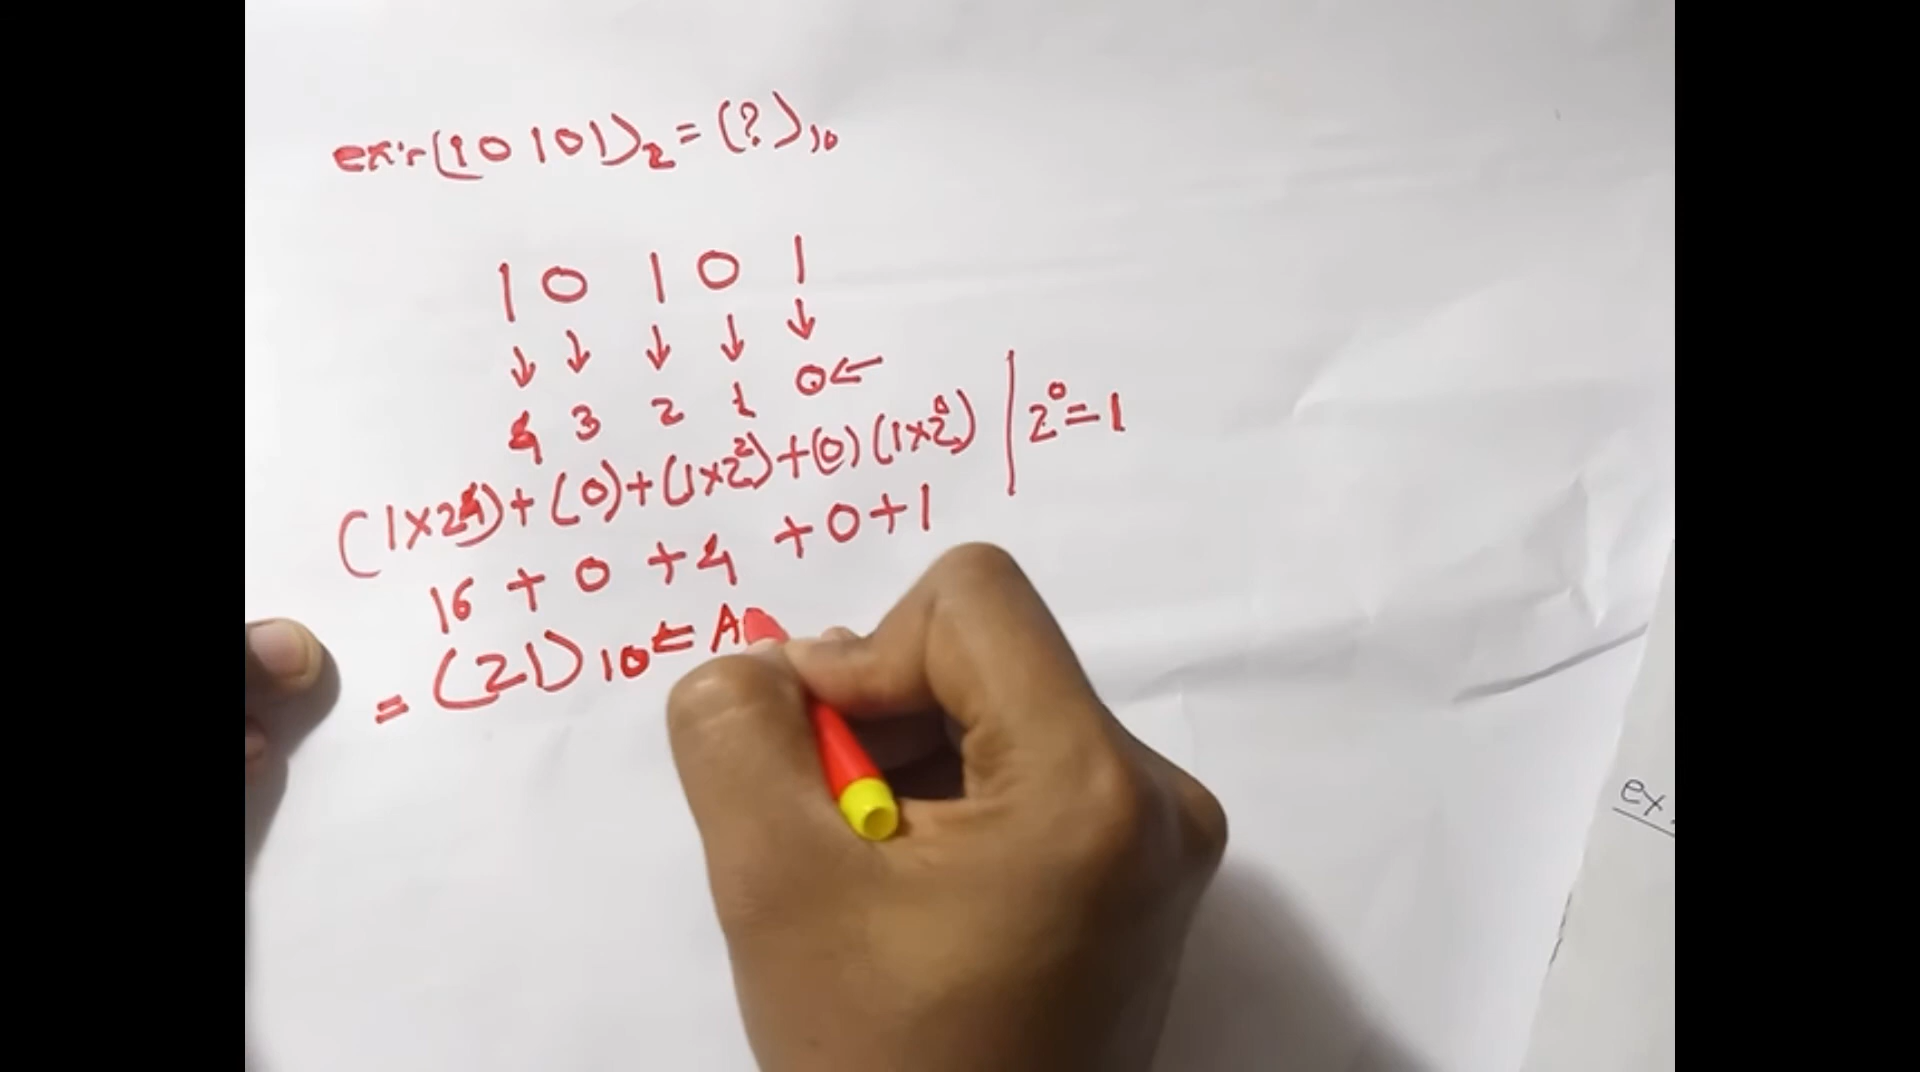 ex:- (10101)₂ = (?)₁₀
1 0 1 0 1
↓ ↓ ↓ ↓ ↓
4 3 2 1 0←
(1×2⁴)+(0)+(1×2²)+(0)(1×2⁰) | 2⁰=1
16 + 0 + 4 + 0 + 1
= (21)₁₀ = A
ex.